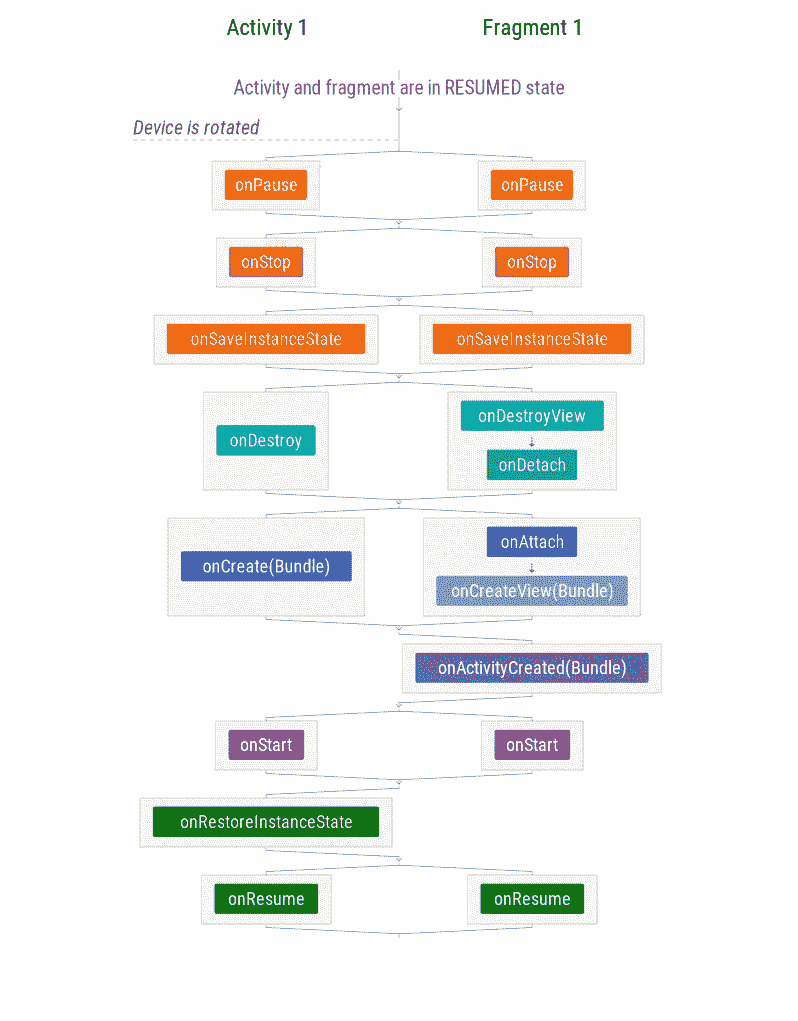 Activity 1 Fragment 1
Activity and fragment are in RESUMED state
Device is rotated
onPause onPause
onStop onStop
onSaveInstanceState onSaveInstanceState
onDestroyView
onDestroy
onDetach
onAttach
onCreate(Bundle)
onCreateView(Bundle)
onActivityCreated(Bundle)
onStart onStart
onRestoreInstanceState
onResume onResume